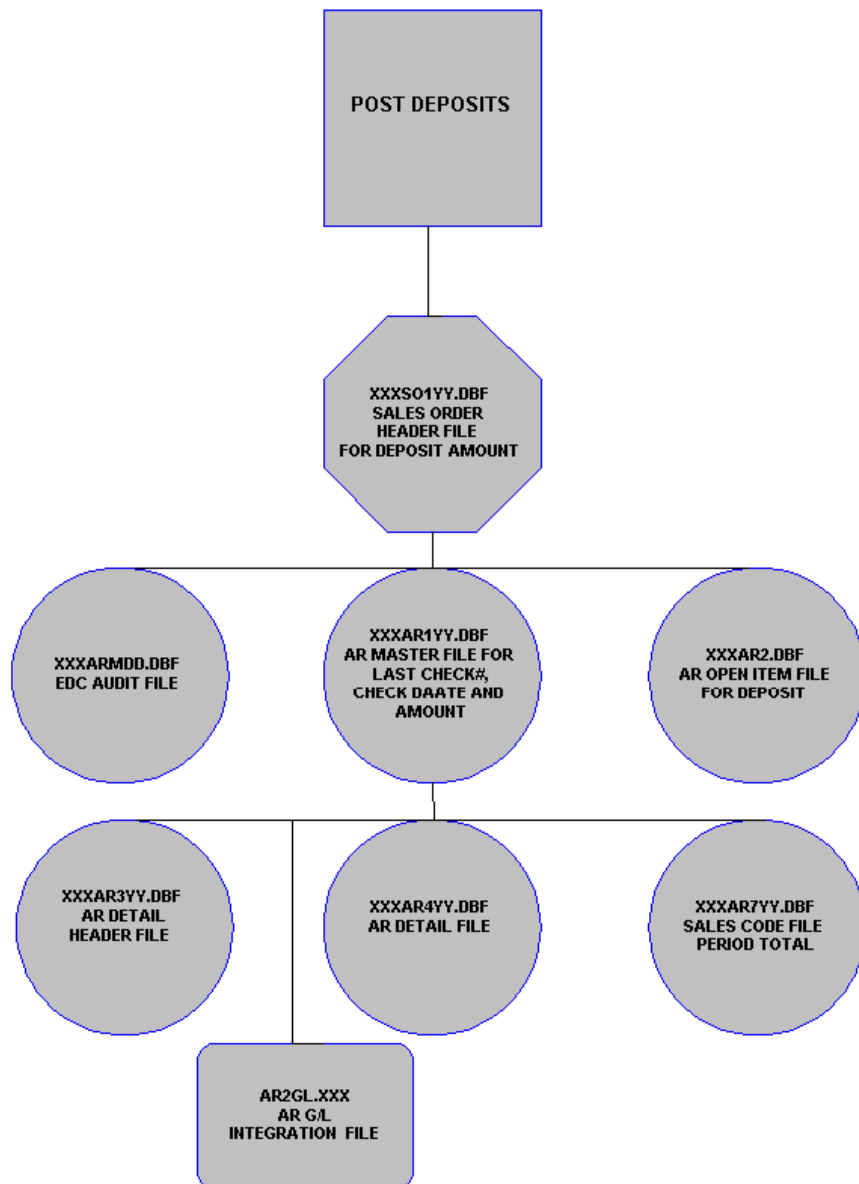 POST DEPOSITS
XXXSO1YY.DBF
SALES ORDER
HEADER FILE
FOR DEPOSIT AMOUNT
XXXARMDD.DBF
EDC AUDIT FILE
XXXAR1YY.DBF
AR MASTER FILE FOR
LAST CHECK#,
CHECK DAATE AND
AMOUNT
XXXAR2.DBF
AR OPEN ITEM FILE
FOR DEPOSIT
XXXAR3YY.DBF
AR DETAIL
HEADER FILE
XXXAR4YY.DBF
AR DETAIL FILE
XXXAR7YY.DBF
SALES CODE FILE
PERIOD TOTAL
AR2GL.XXX
AR G/L
INTEGRATION FILE